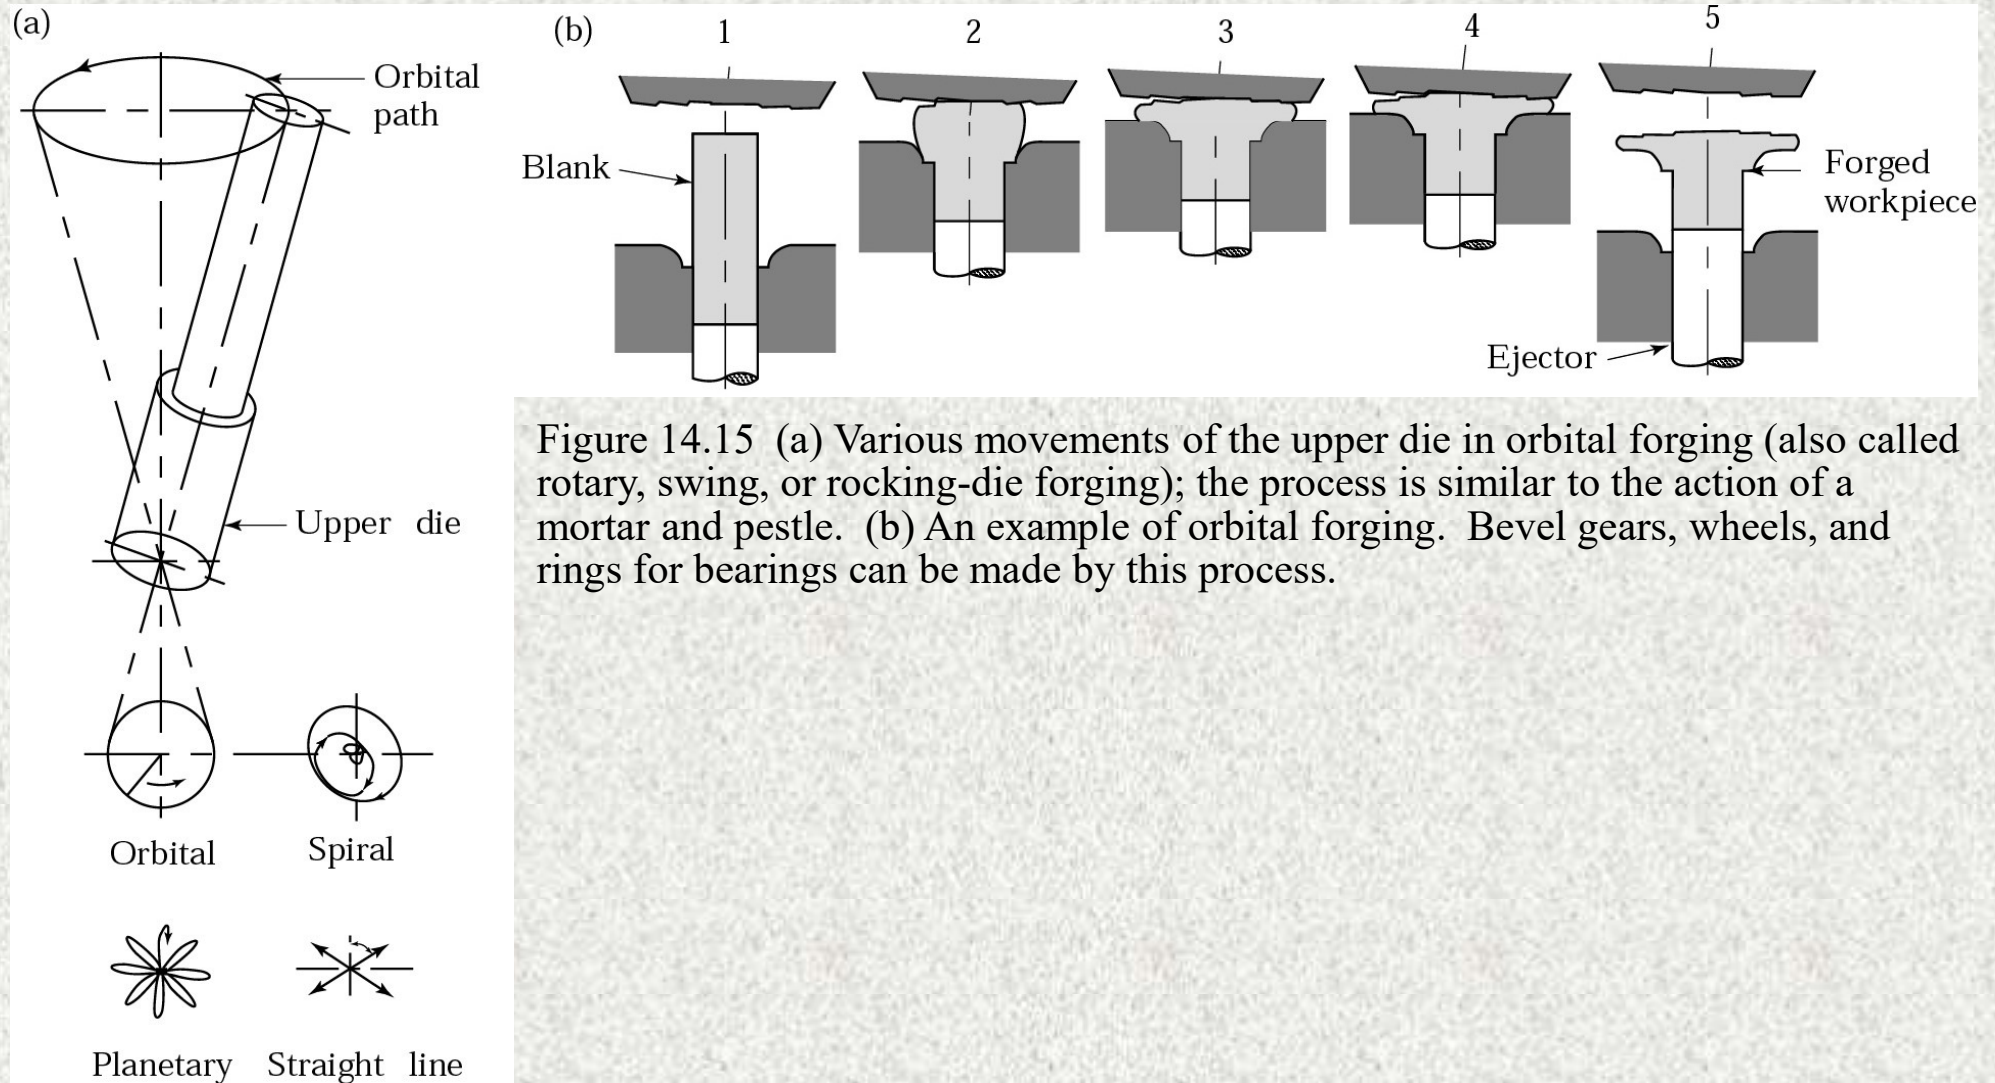 (a)
Orbital
path
Upper die
Orbital
Spiral
Planetary
Straight line
(b)
1
2
3
4
5
Blank
Forged
workpiece
Ejector
Figure 14.15 (a) Various movements of the upper die in orbital forging (also called
rotary, swing, or rocking-die forging); the process is similar to the action of a
mortar and pestle. (b) An example of orbital forging. Bevel gears, wheels, and
rings for bearings can be made by this process.